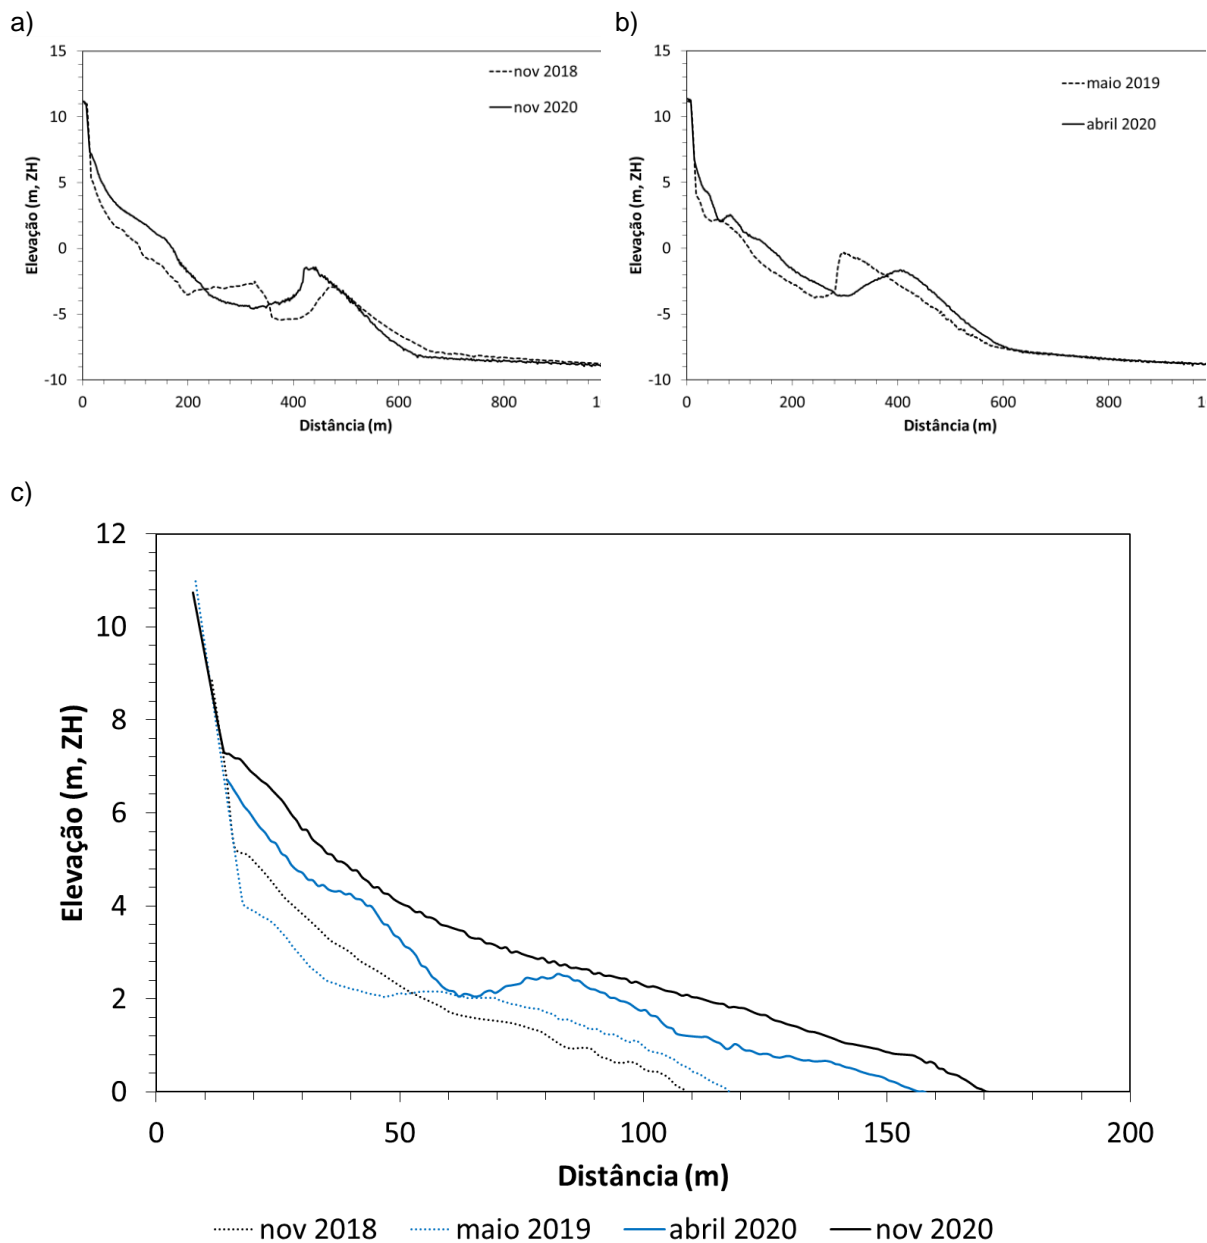 a)
15
10
5
0
-5
-10
Elevação (m, ZH)
nov 2018
nov 2020
0 200 400 600 800 1
Distância (m)
b)
15
10
5
0
-5
-10
Elevação (m, ZH)
maio 2019
abril 2020
0 200 400 600 800 10
Distância (m)
c)
12
10
8
6
4
2
0
Elevação (m, ZH)
0 50 100 150 200
Distância (m)
nov 2018 maio 2019 abril 2020 nov 2020